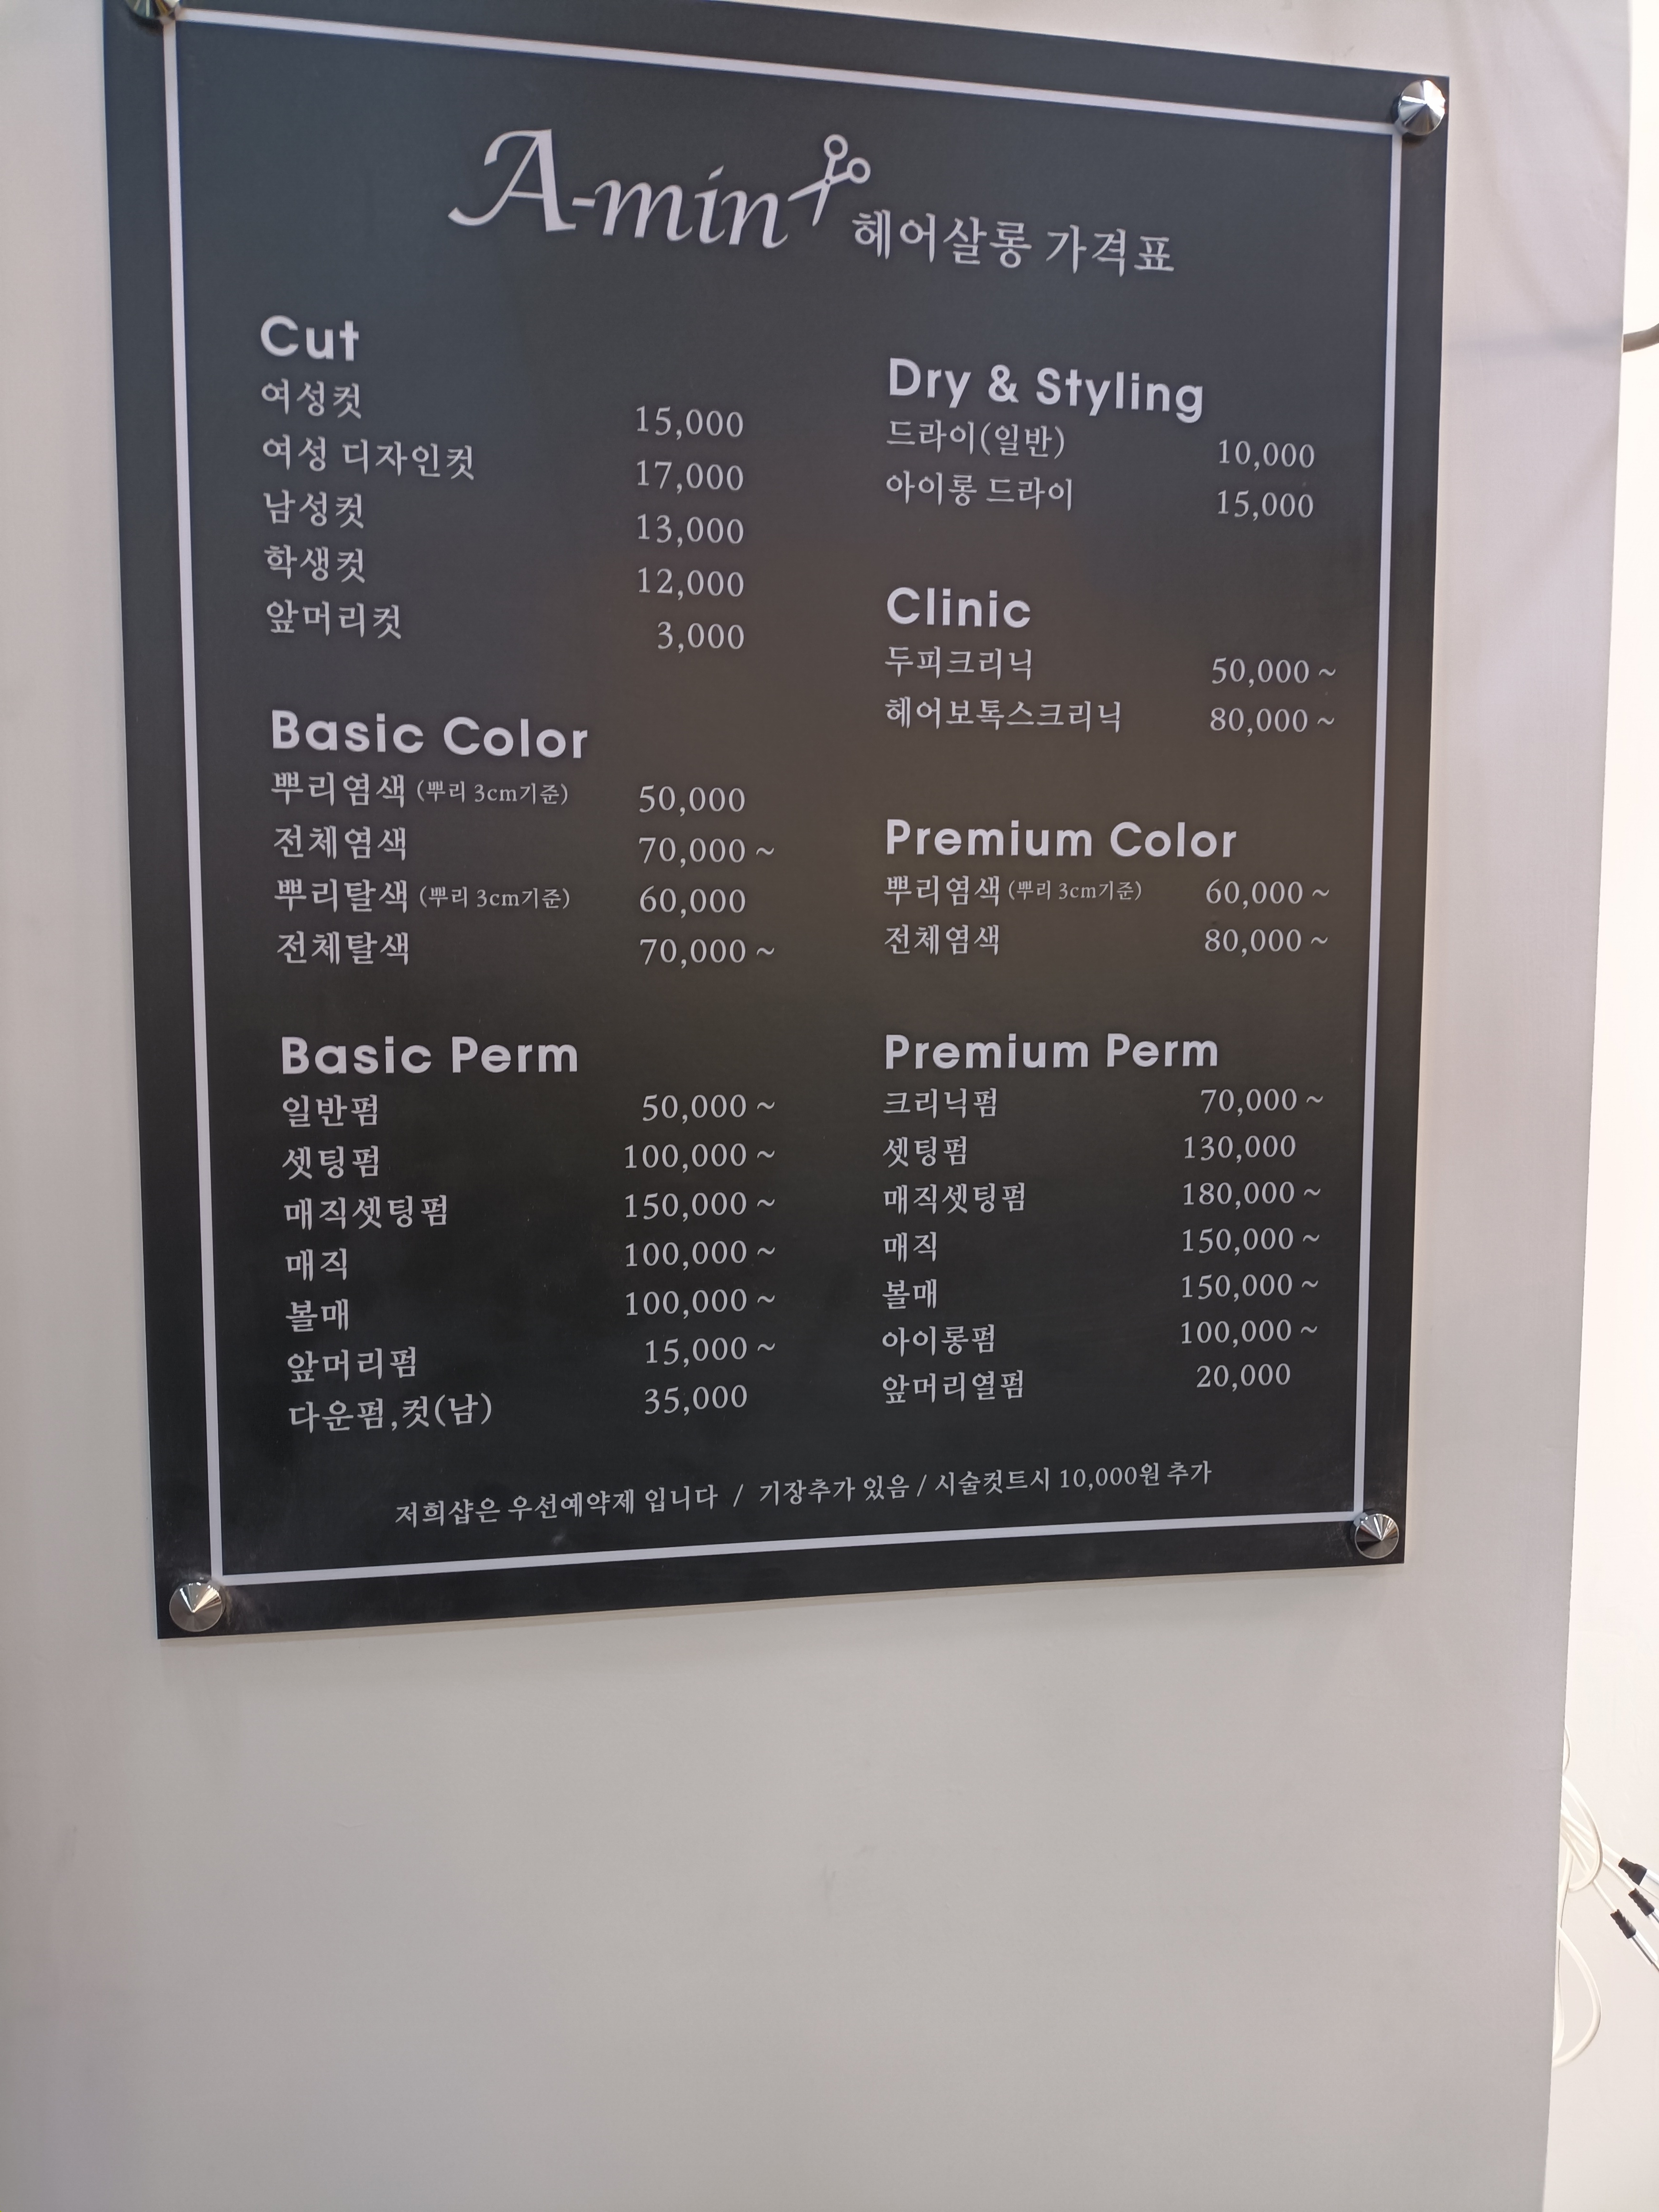 A-min 헤어살롱 가격표
Cut
여성컷 15,000
여성 디자인컷 17,000
남성컷 13,000
학생컷 12,000
앞머리컷 3,000
Basic Color
뿌리염색 (뿌리 3cm기준) 50,000
전체염색 70,000 ~
뿌리탈색 (뿌리 3cm기준) 60,000
전체탈색 70,000 ~
Basic Perm
일반펌 50,000 ~
셋팅펌 100,000 ~
매직셋팅펌 150,000 ~
매직 100,000 ~
볼매 100,000 ~
앞머리펌 15,000 ~
다운펌,컷(남) 35,000
Dry & Styling
드라이(일반) 10,000
아이롱 드라이 15,000
Clinic
두피크리닉 50,000 ~
헤어보톡스크리닉 80,000 ~
Premium Color
뿌리염색 (뿌리 3cm기준) 60,000 ~
전체염색 80,000 ~
Premium Perm
크리닉펌 70,000 ~
셋팅펌 130,000
매직셋팅펌 180,000 ~
매직 150,000 ~
볼매 150,000 ~
아이롱펌 100,000 ~
앞머리열펌 20,000
저희샵은 우선예약제 입니다 / 기장추가 있음 / 시술컷트시 10,000원 추가